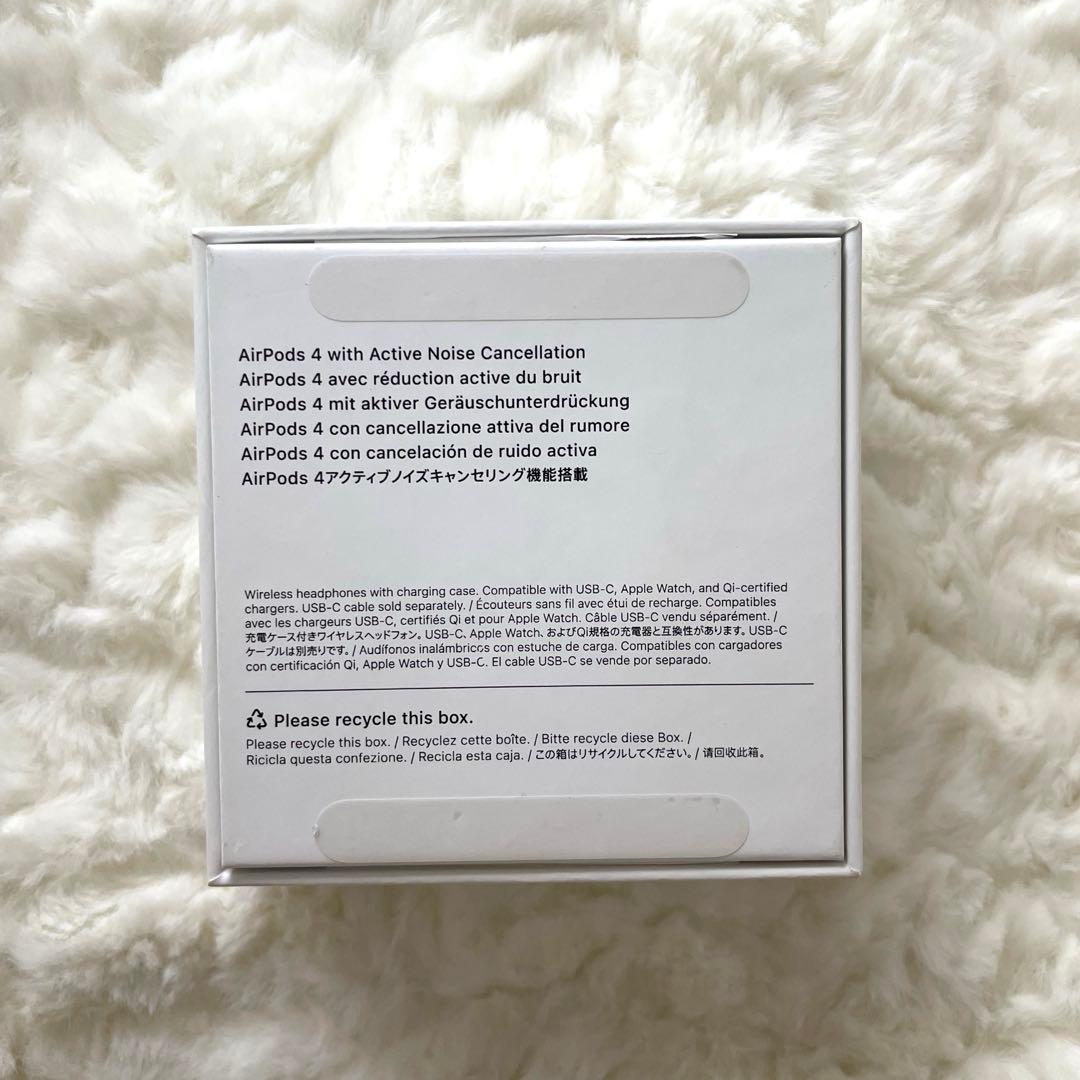 AirPods 4 with Active Noise Cancellation
AirPods 4 avec réduction active du bruit
AirPods 4 mit aktiver Geräuschunterdrückung
AirPods 4 con cancellazione attiva del rumore
AirPods 4 con cancelación de ruido activa
AirPods 4アクティブノイズキャンセリング機能搭載
Wireless headphones with charging case. Compatible with USB-C, Apple Watch, and Qi-certified
chargers. USB-C cable sold separately. / Écouteurs sans fil avec étui de recharge. Compatibles
avec les chargeurs USB-C, certifiés Qi et pour Apple Watch. Câble USB-C vendu séparément. /
充電ケース付きワイヤレスヘッドフォン。USB-C、Apple Watch、およびQi規格の充電器と互換性があります。USB-C
ケーブルは別売りです。/ Audífonos inalámbricos con estuche de carga. Compatibles con cargadores
con certificación Qi, Apple Watch y USB-C. El cable USB-C se vende por separado.
Please recycle this box.
Please recycle this box. / Recyclez cette boîte. / Bitte recycle diese Box. /
Ricicla questa confezione. / Recicla esta caja. / この箱はリサイクルしてください。/ 请回收此箱。